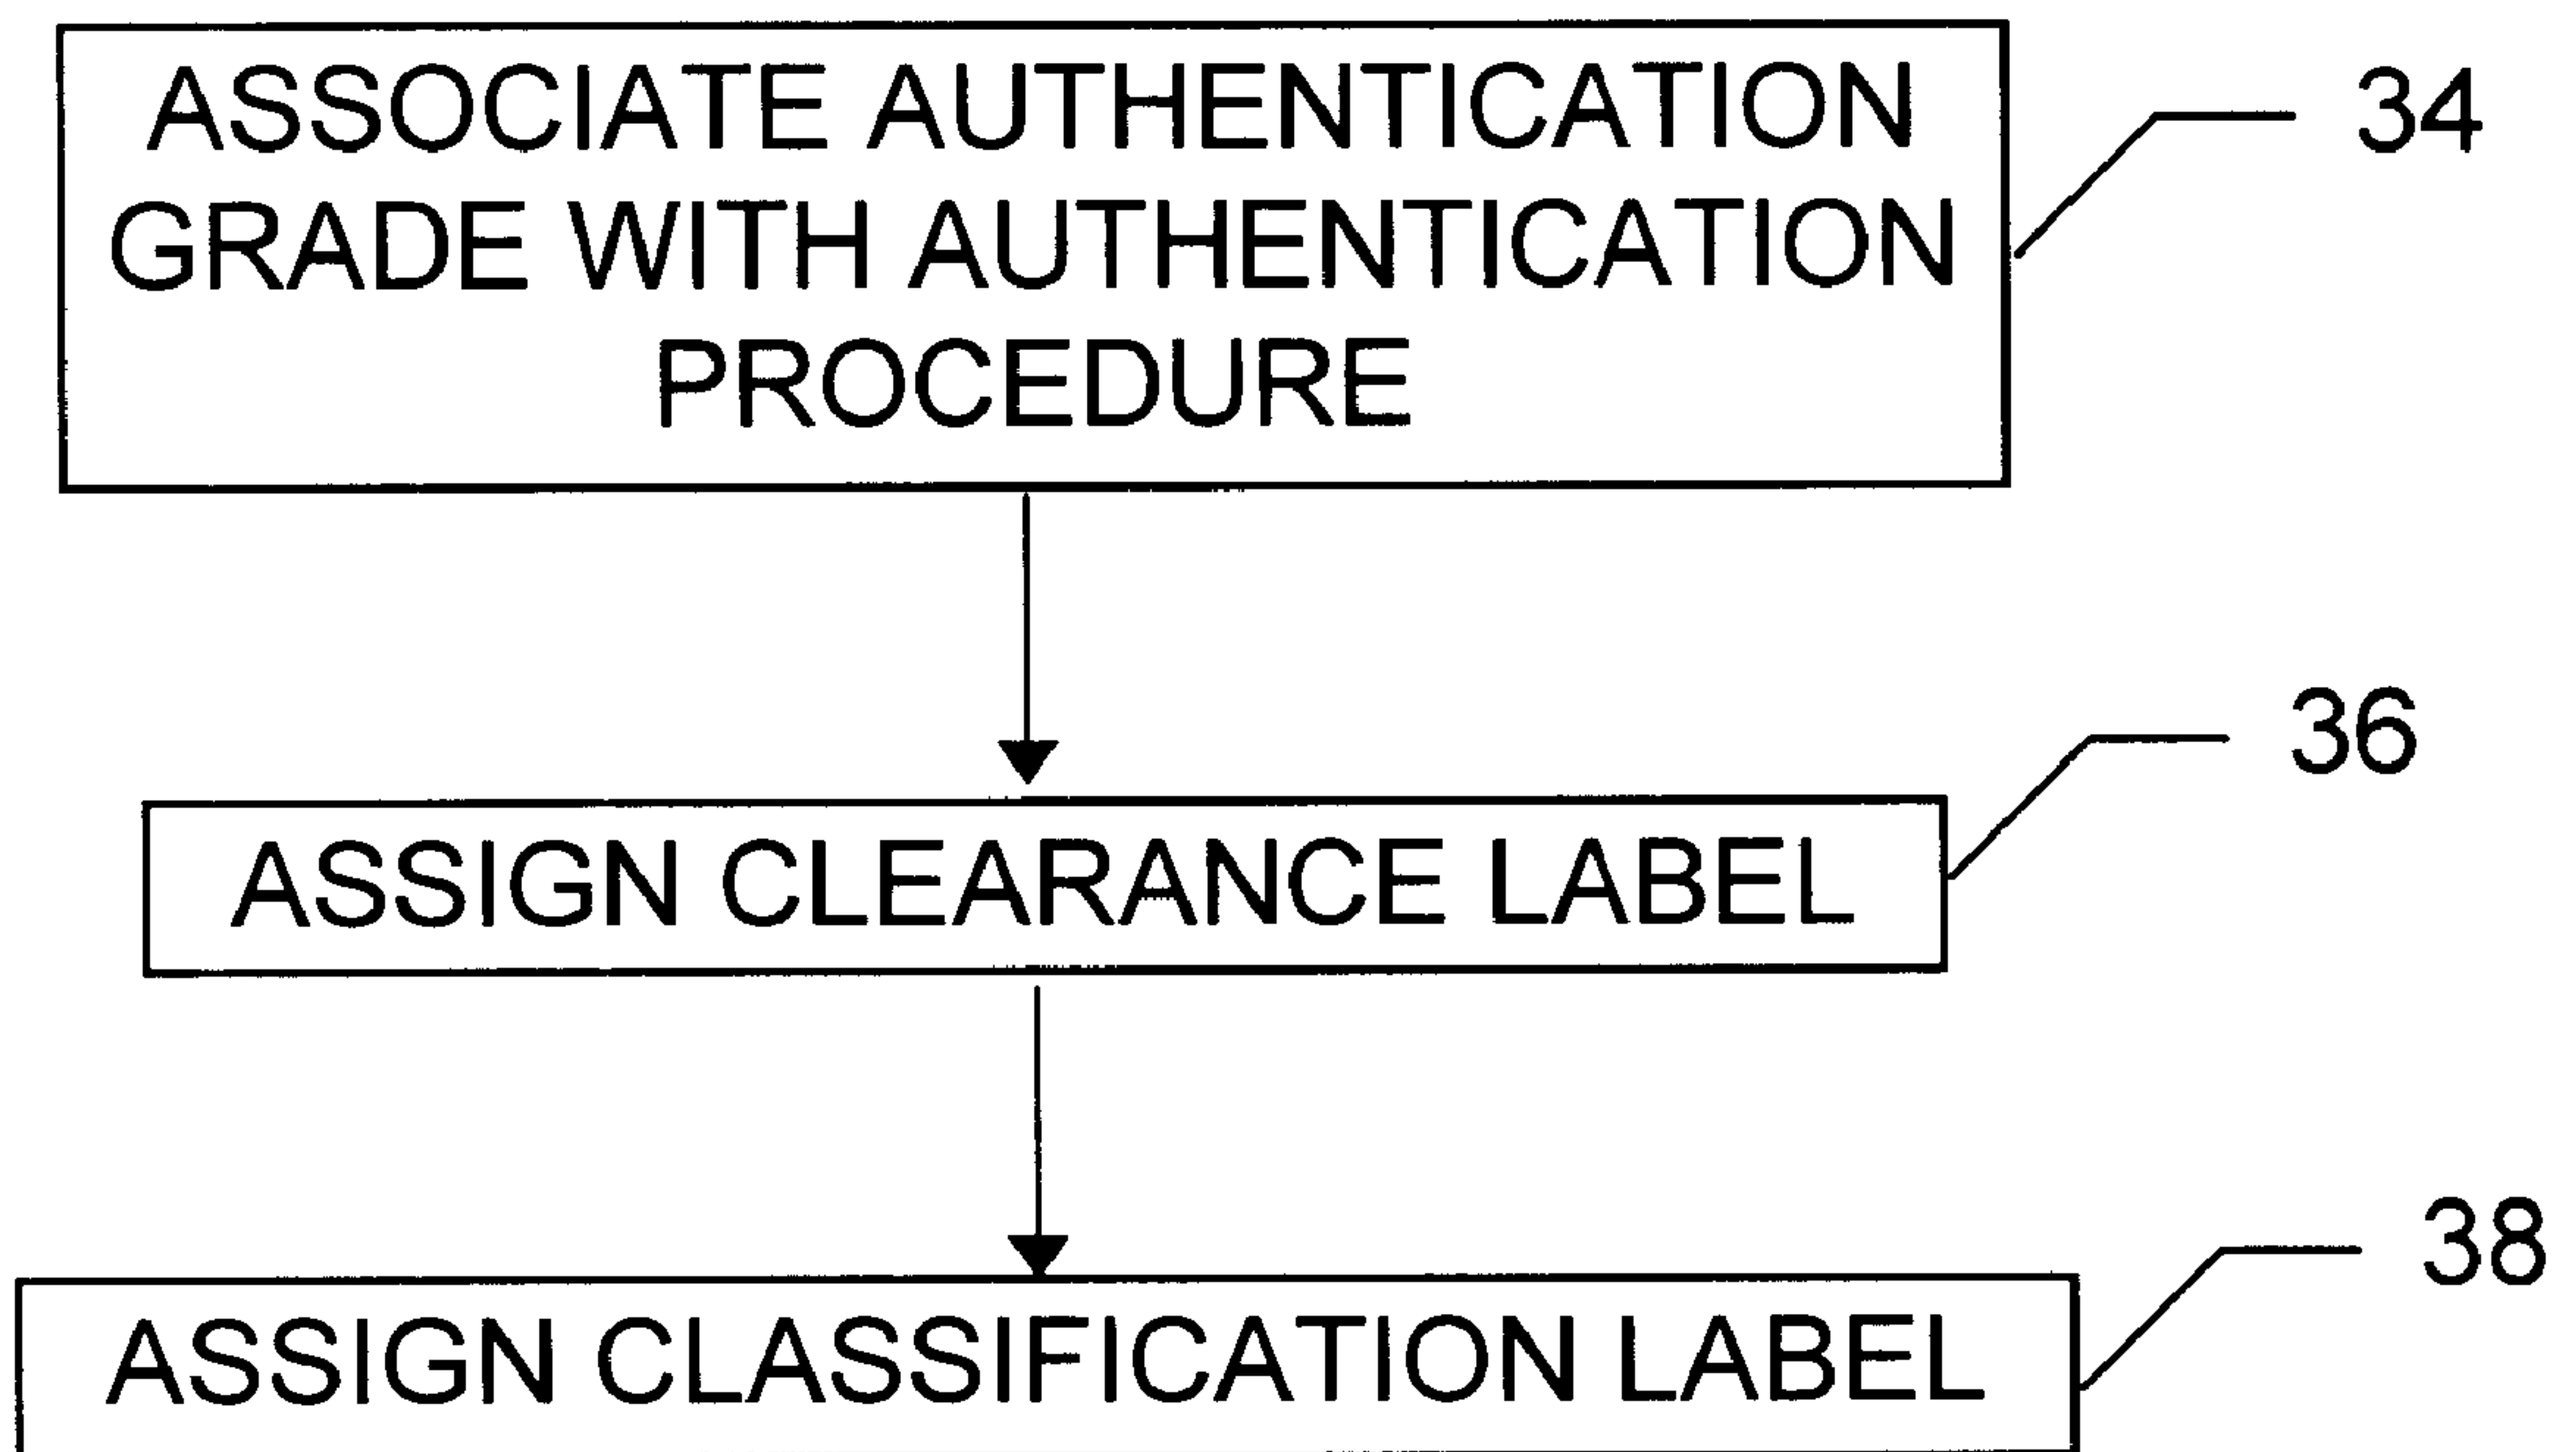 ASSOCIATE AUTHENTICATION
34
GRADE WITH AUTHENTICATION
PROCEDURE
36
ASSIGN CLEARANCE LABEL
38
ASSIGN CLASSIFICATION LABEL